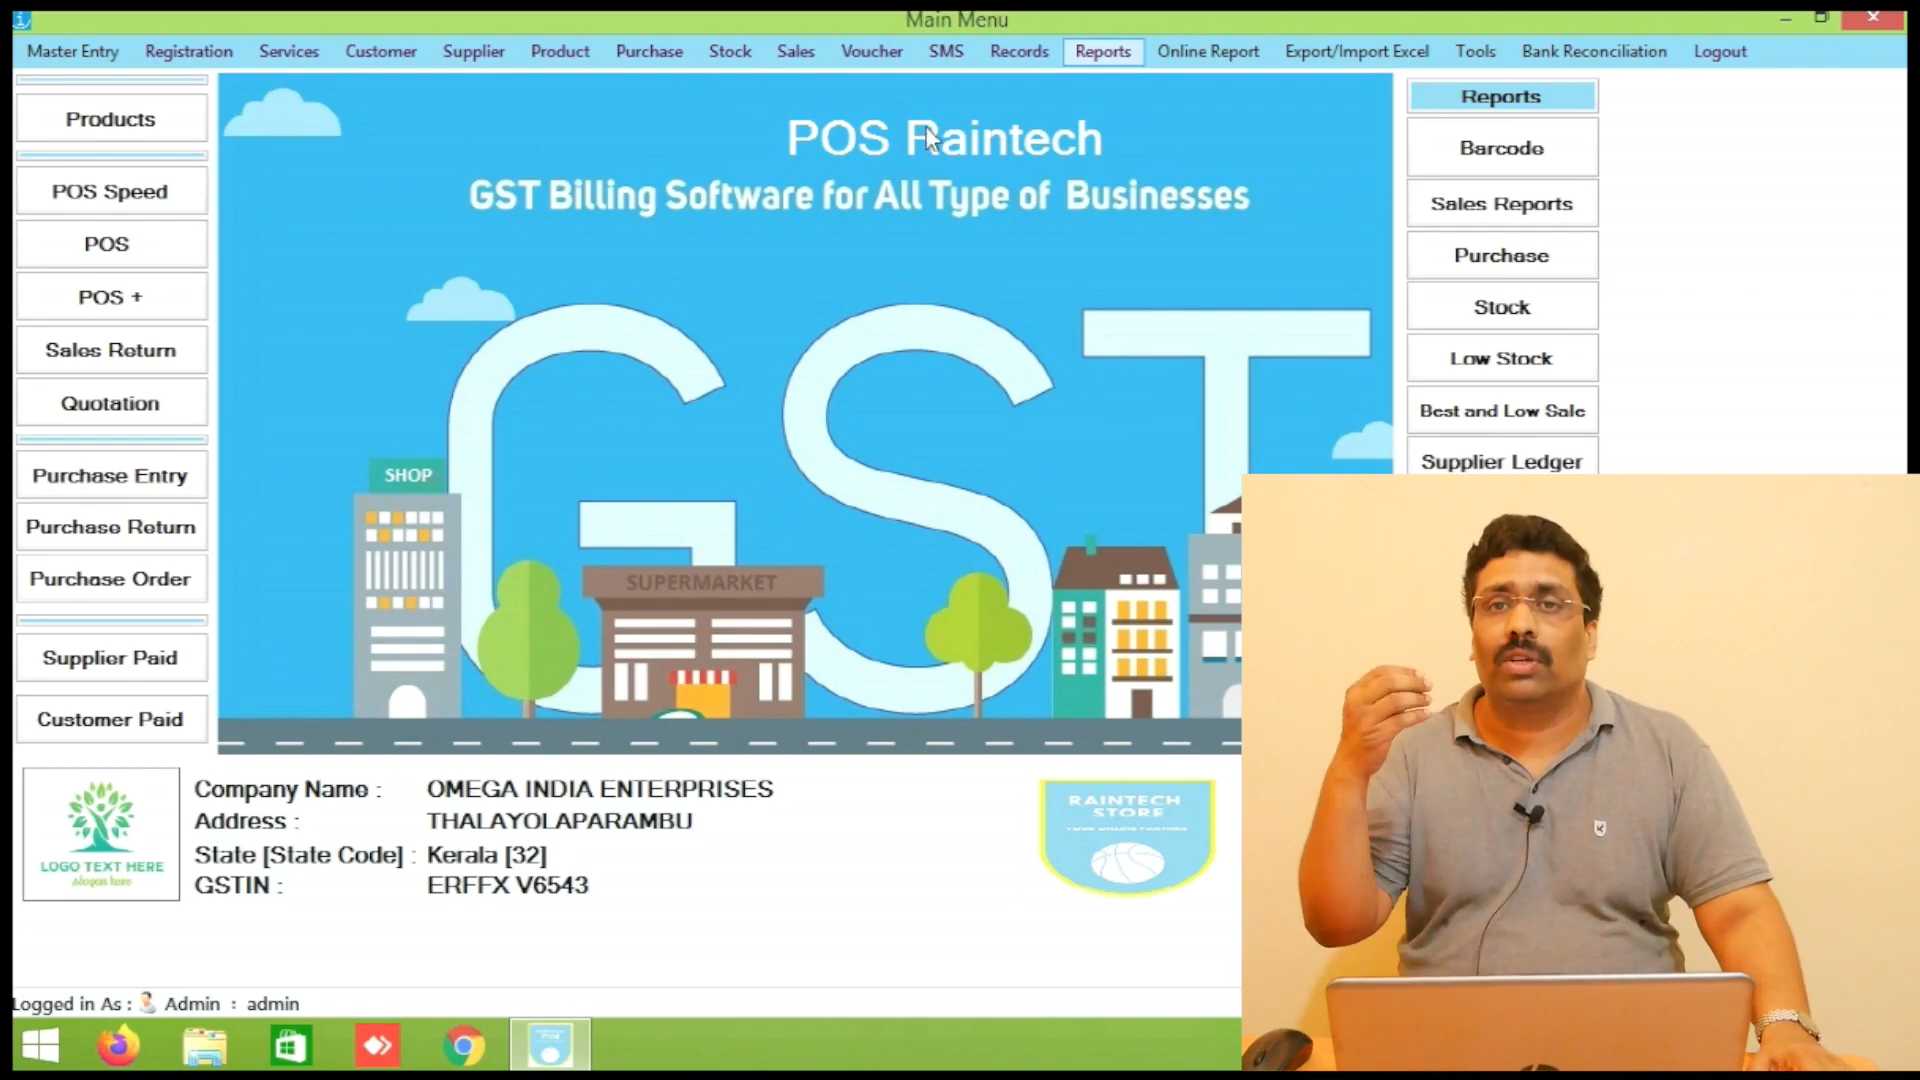 Main Menu
Master Entry Registration Services Customer Supplier Product Purchase Stock Sales Voucher SMS Records Reports Online Report Export/Import Excel Tools Bank Reconciliation Logout
Products
POS Speed
POS
POS +
Sales Return
Quotation
Purchase Entry
Purchase Return
Purchase Order
Supplier Paid
Customer Paid
POS Raintech
GST Billing Software for All Type of Businesses
GST
SHOP
SUPERMARKET
Reports
Barcode
Sales Reports
Purchase
Stock
Low Stock
Best and Low Sale
Supplier Ledger
LOGO TEXT HERE
slogan here
Company Name : OMEGA INDIA ENTERPRISES
Address : THALAYOLAPARAMBU
State [State Code] : Kerala [32]
GSTIN : ERFFX V6543
RAINTECH
STORE
Logged in As : Admin : admin